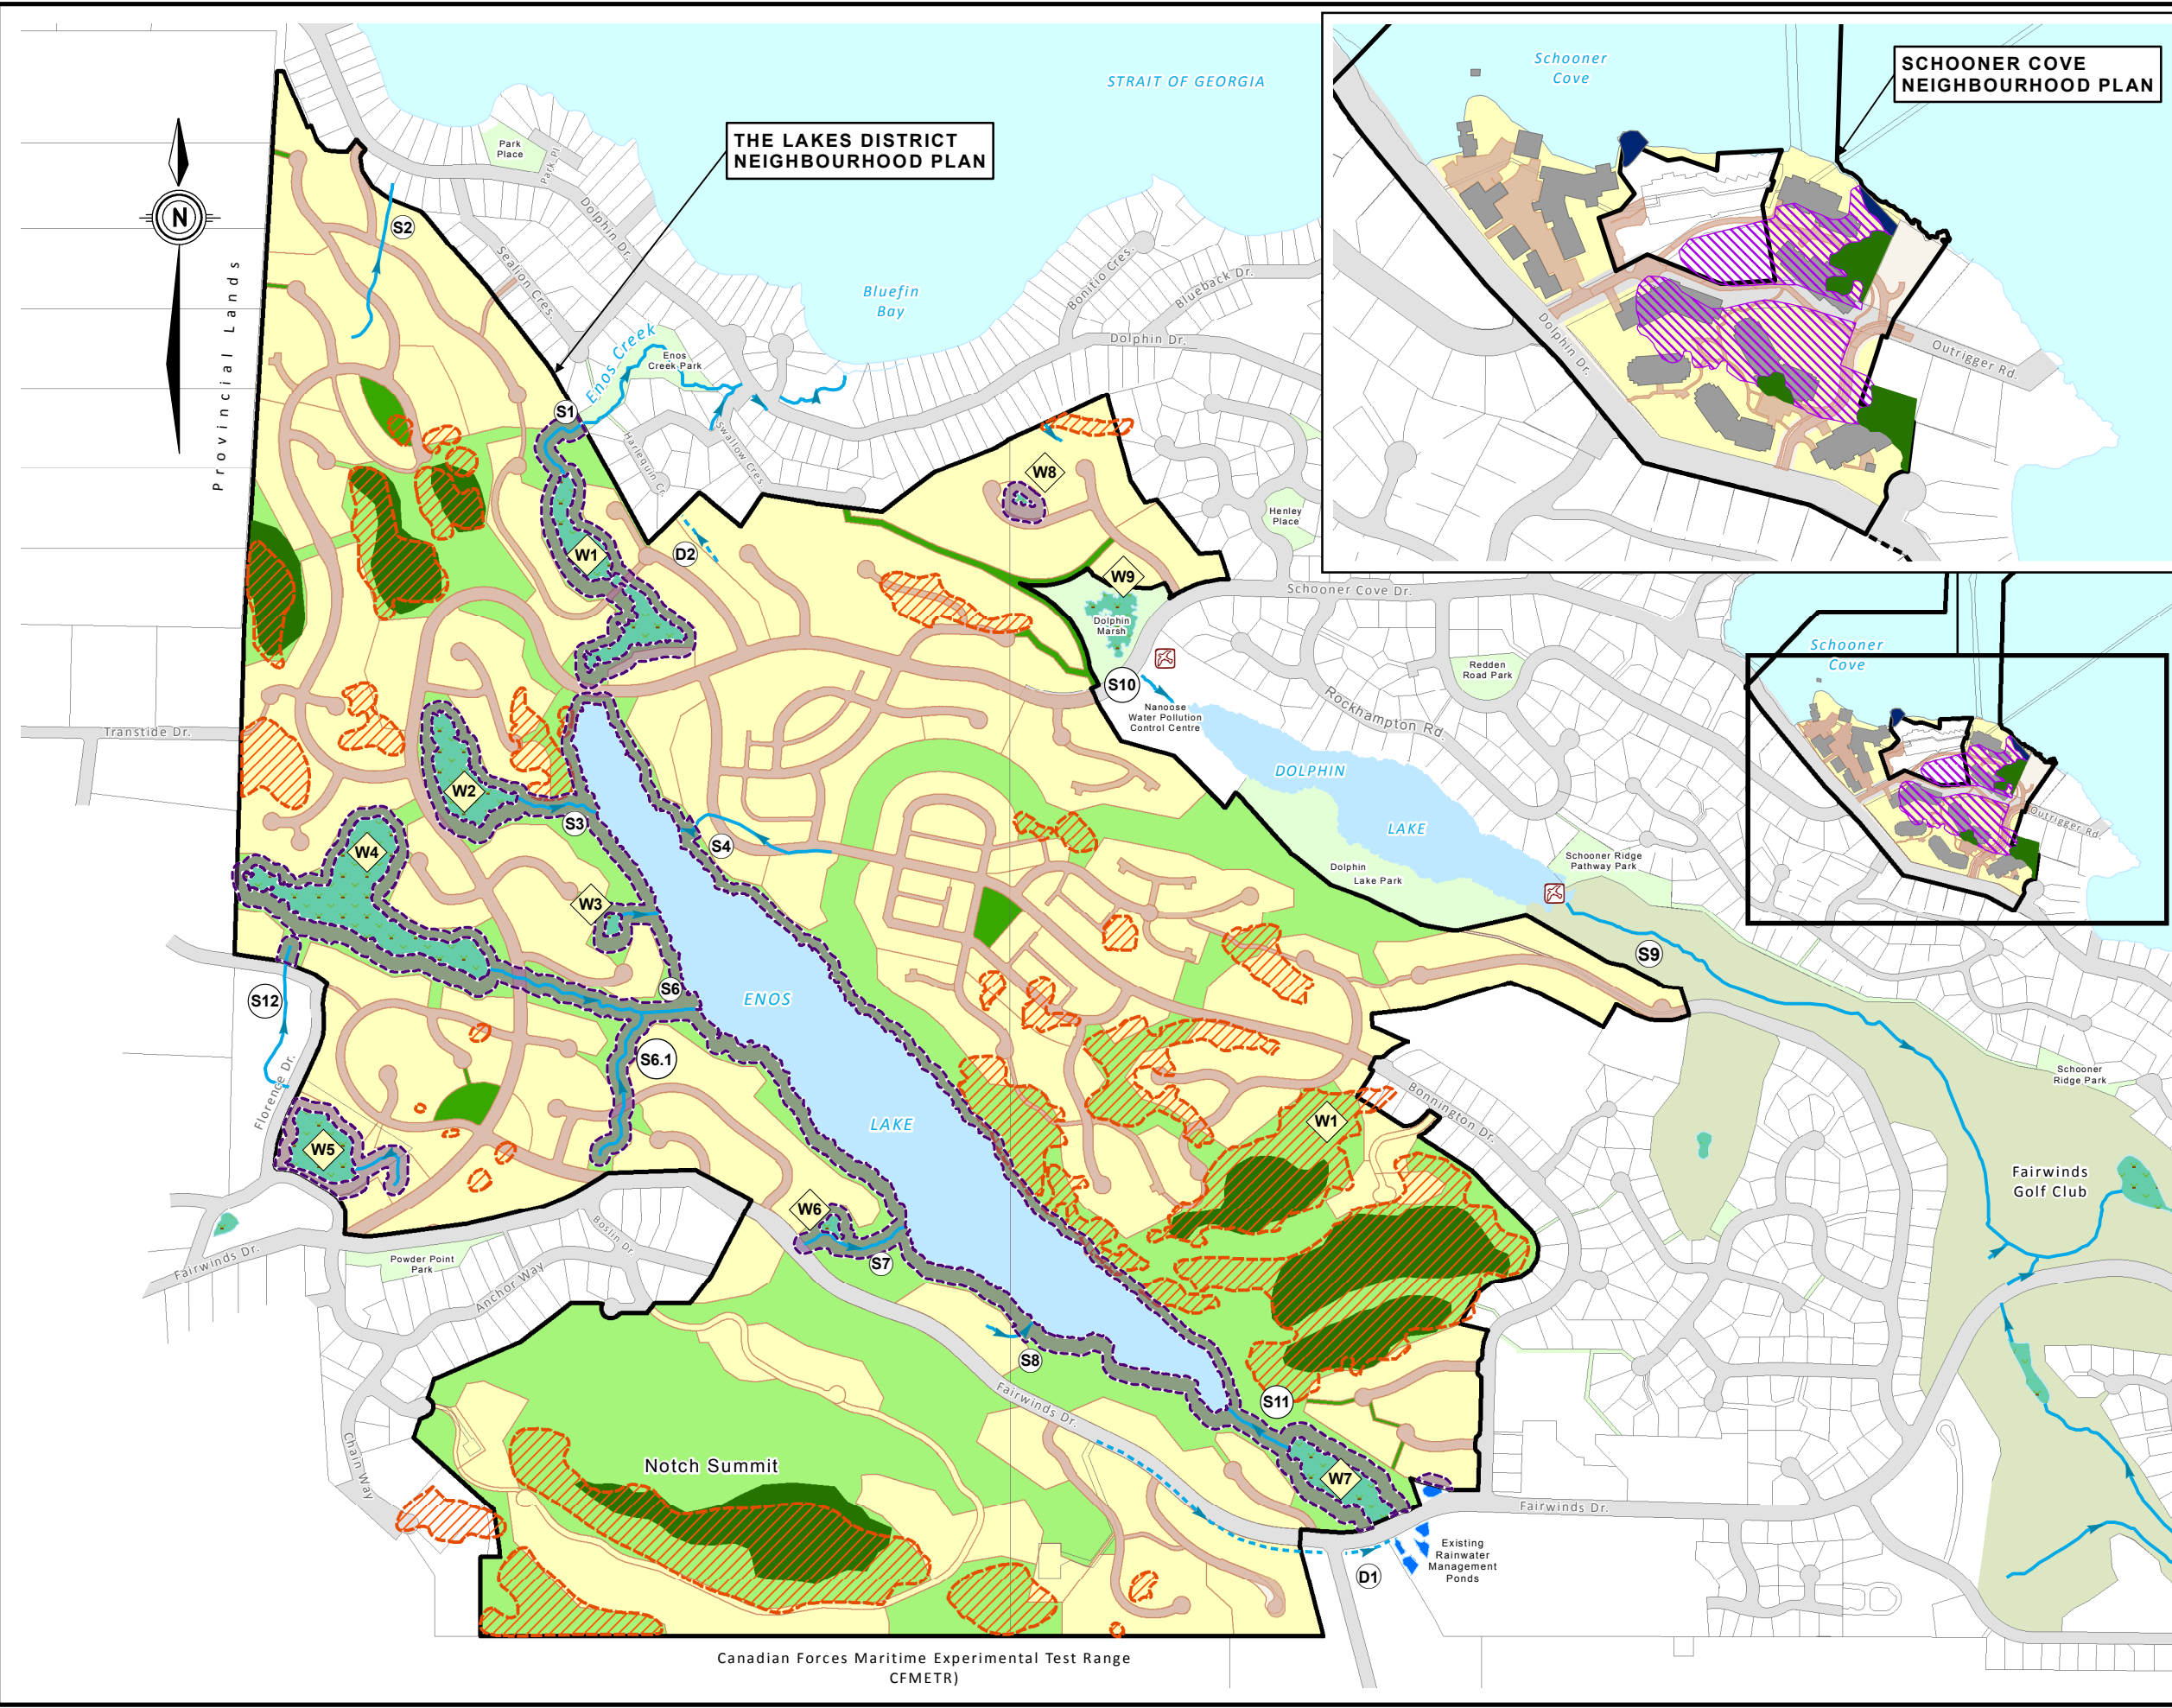 STRAIT OF GEORGIA
THE LAKES DISTRICT
NEIGHBOURHOOD PLAN
Schooner
Cove
SCHOONER COVE
NEIGHBOURHOOD PLAN
Dolphin Dr.
Outrigger Rd.
N
Provincial Lands
Park
Place
Park Pl.
Dolphin Dr.
Sealion Cres.
S2
Bluefin
Bay
Bonitio Cres.
Blueback Dr.
Dolphin Dr.
Enos Creek
Enos
Creek Park
S1
Harlequin Cr.
Swallow Cres.
W8
Henley
Place
W1
D2
W9
Dolphin
Marsh
Schooner Cove Dr.
S10
Nanoose
Water Pollution
Control Centre
Redden
Road Park
Rockhampton Rd.
Schooner
Cove
Outrigger Rd.
Transtide Dr.
W2
S3
S4
DOLPHIN
LAKE
Dolphin
Lake Park
Schooner Ridge
Pathway Park
W4
W3
S9
S12
S6
ENOS
LAKE
S6.1
Florence Dr.
W5
Bonnington Dr.
W1
Schooner
Ridge Park
Fairwinds
Golf Club
W6
S7
Fairwinds Dr.
Powder Point
Park
Boslin Dr.
Anchor Way
S8
Fairwinds Dr.
S11
Chain Way
Notch Summit
W7
Fairwinds Dr.
Existing
Rainwater
Management
Ponds
D1
Canadian Forces Maritime Experimental Test Range
CFMETR)